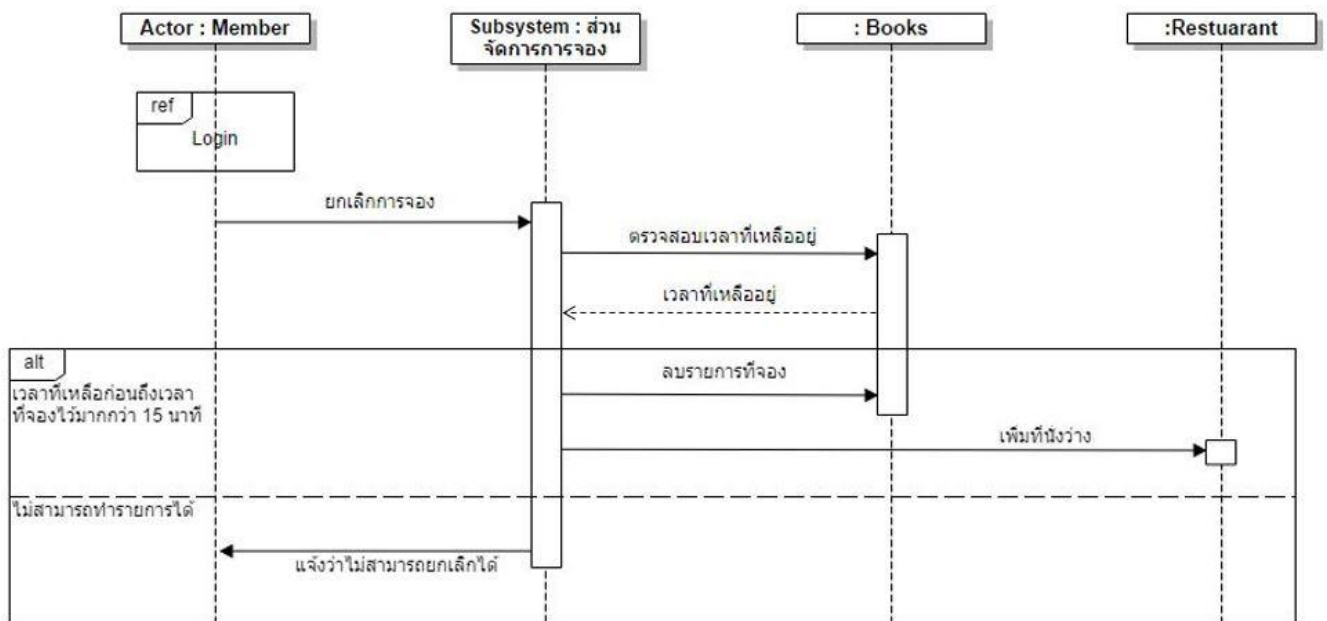 Actor : Member
Subsystem : ส่วน
จัดการการจอง
: Books
:Restuarant
ref
Login
ยกเลิกการจอง
ตรวจสอบเวลาที่เหลืออยู่
เวลาที่เหลืออยู่
alt
เวลาที่เหลือก่อนถึงเวลา
ที่จองไว้มากกว่า 15 นาที
ลบรายการที่จอง
เพิ่มที่นั่งว่าง
ไม่สามารถทำรายการได้
แจ้งว่าไม่สามารถยกเลิกได้